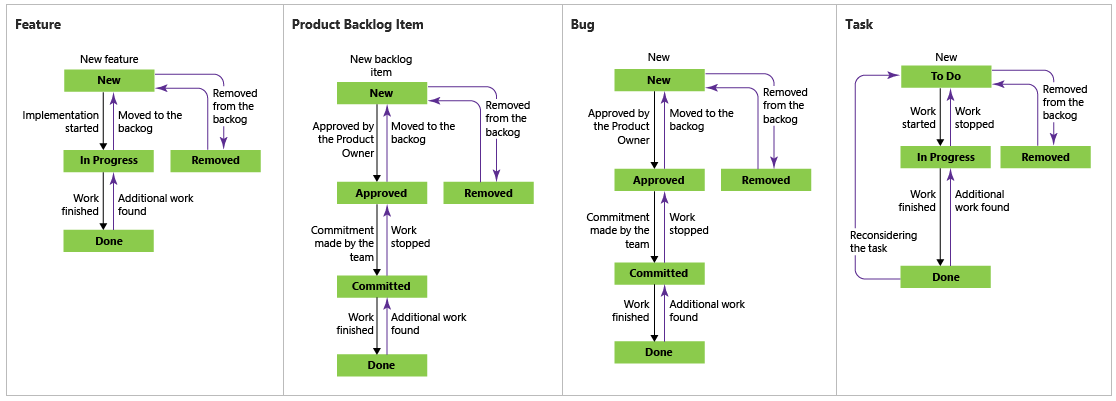 Feature
New feature
New
Removed
from the
backog
Implementation
started
Moved to the
backog
In Progress
Removed
Work
finished
Additional work
found
Done
Product Backlog Item
New backlog
item
New
Removed
from the
backog
Approved by
the Product
Owner
Moved to the
backog
Approved
Removed
Commitment
made by the
team
Work
stopped
Committed
Work
finished
Additional work
found
Done
Bug
New
New
Removed
from the
backog
Approved by
the Product
Owner
Moved to the
backog
Approved
Removed
Commitment
made by the
team
Work
stopped
Committed
Work
finished
Additional work
found
Done
Task
New
To Do
Removed
from the
backog
Work
started
Work
stopped
In Progress
Removed
Work
finished
Additional
work found
Reconsidering
the task
Done